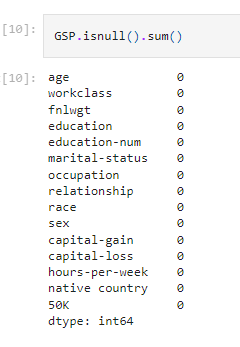 [10]: GSP.isnull().sum()
[10]: age 0
workclass 0
fnlwgt 0
education 0
education-num 0
marital-status 0
occupation 0
relationship 0
race 0
sex 0
capital-gain 0
capital-loss 0
hours-per-week 0
native country 0
50K 0
dtype: int64